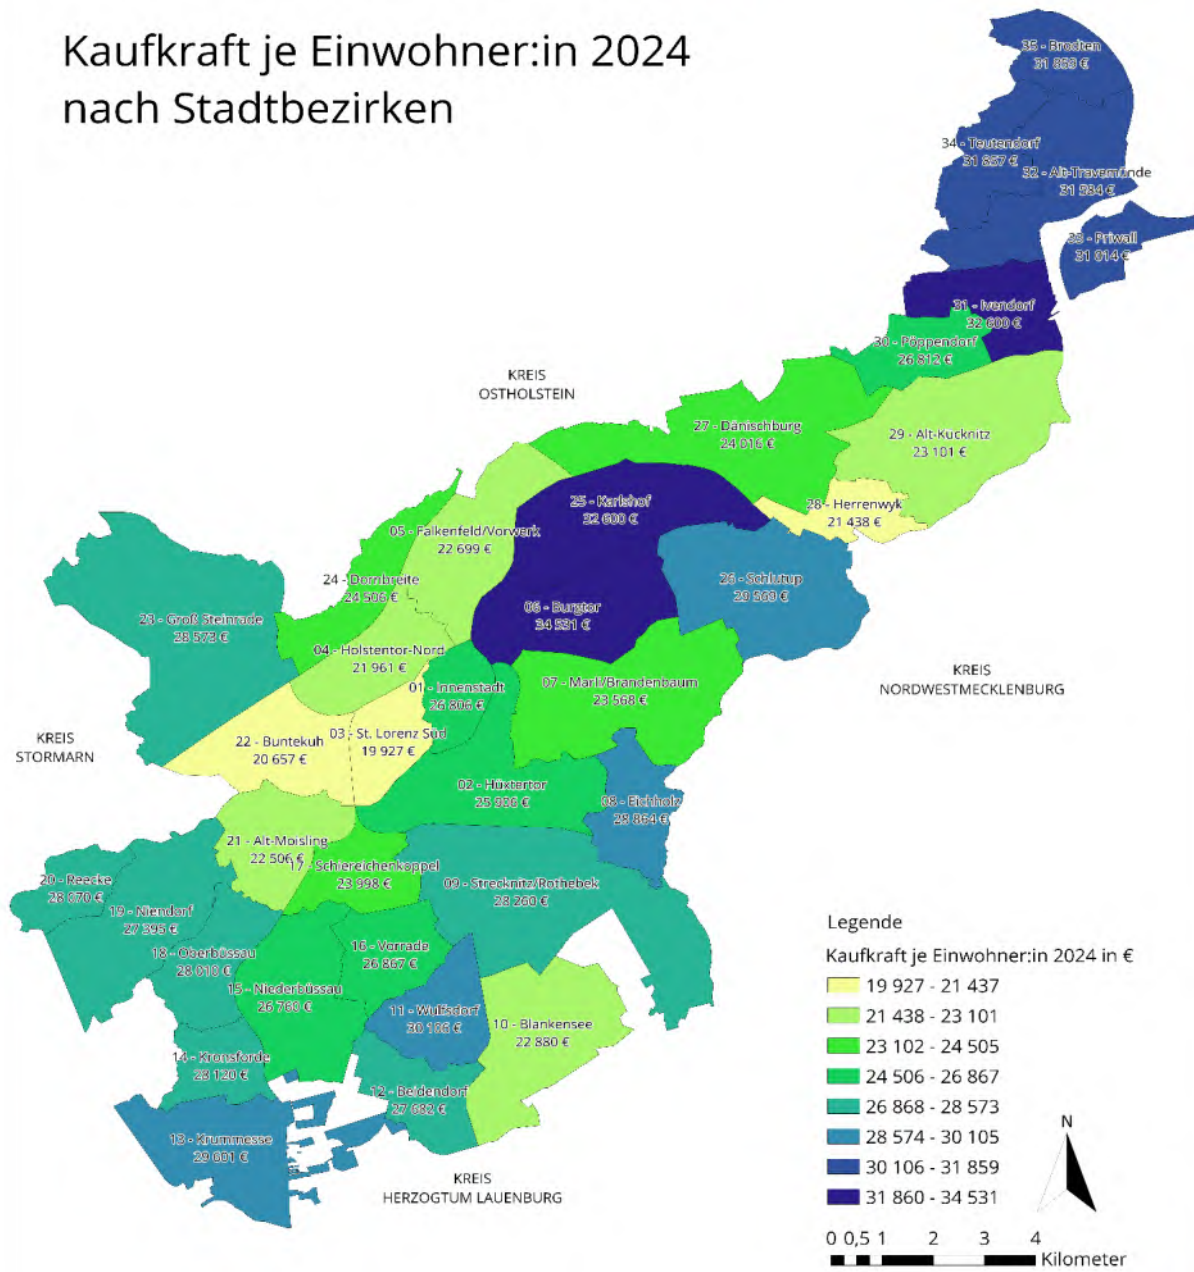 Kaufkraft je Einwohner:in 2024
nach Stadtbezirken
35 - Brodten
31 859 €
34 - Teutendorf
31 857 €
32 - Alt-Travemünde
31 584 €
33 - Priwall
31 814 €
31 - Ivendorf
32 600 €
30 - Pöppendorf
26 812 €
KREIS
OSTHOLSTEIN
27 - Dänischburg
24 016 €
29 - Alt-Kücknitz
23 101 €
25 - Karlshof
32 600 €
28 - Herrenwyk
21 438 €
05 - Falkenfeld/Vorwerk
22 699 €
24 - Dornbreite
24 506 €
26 - Schlutup
06 - Burgtor
34 531 €
23 - Groß Steinrade
28 573 €
04 - Holstentor-Nord
21 961 €
01 - Innenstadt
26 806 €
07 - Marli/Brandenbaum
23 568 €
KREIS
NORDWESTMECKLENBURG
KREIS
STORMARN
22 - Buntekuh
20 657 €
03 - St. Lorenz Süd
19 927 €
02 - Hüxtertor
08 - Eichholz
28 864 €
21 - Alt-Moisling
22 506 €
17 - Schiereichenkoppel
23 998 €
20 - Reecke
28 070 €
09 - Strecknitz/Rothebek
28 260 €
19 - Niendorf
27 395 €
18 - Oberbüssau
28 010 €
16 - Vorrade
26 867 €
15 - Niederbüssau
26 760 €
11 - Wulfsdorf
10 - Blankensee
22 880 €
14 - Kronsforde
28 120 €
12 - Beidendorf
27 682 €
13 - Krummesse
29 601 €
KREIS
HERZOGTUM LAUENBURG
Legende
Kaufkraft je Einwohner:in 2024 in €
19 927 - 21 437
21 438 - 23 101
23 102 - 24 505
24 506 - 26 867
26 868 - 28 573
28 574 - 30 105
30 106 - 31 859
31 860 - 34 531
N
0 0,5 1 2 3 4
Kilometer